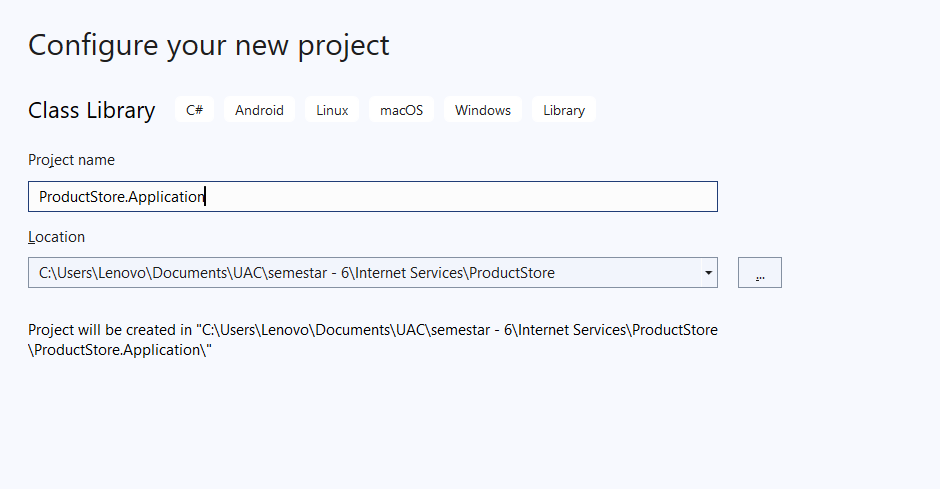 Configure your new project
Class Library C# Android Linux macOS Windows Library
Project name
ProductStore.Application
Location
C:\Users\Lenovo\Documents\UAC\semestar - 6\Internet Services\ProductStore
...
Project will be created in "C:\Users\Lenovo\Documents\UAC\semestar - 6\Internet Services\ProductStore
\ProductStore.Application\"